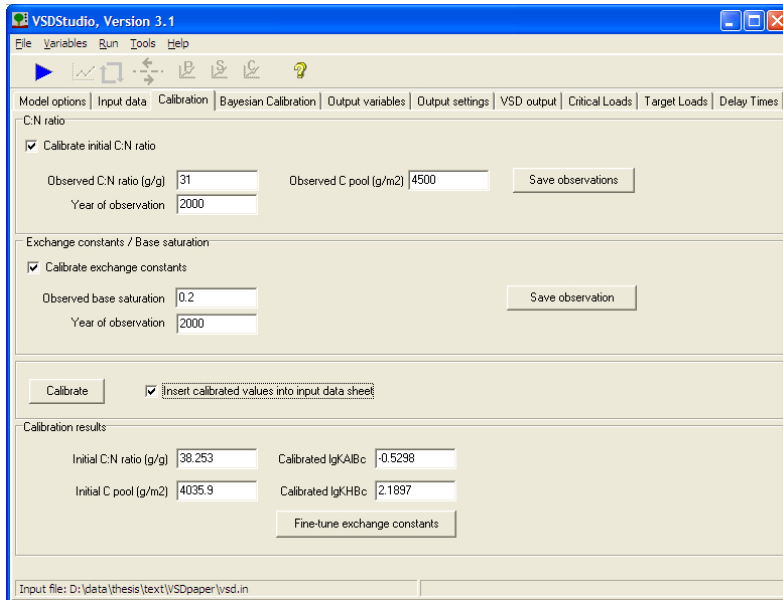 VSDStudio, Version 3.1
File Variables Run Tools Help
P S C ?
Model options Input data Calibration Bayesian Calibration Output variables Output settings VSD output Critical Loads Target Loads Delay Times
C:N ratio
Calibrate initial C:N ratio
Observed C:N ratio (g/g) 31 Observed C pool (g/m2) 4500 Save observations
Year of observation 2000
Exchange constants / Base saturation
Calibrate exchange constants
Observed base saturation 0.2 Save observation
Year of observation 2000
Calibrate Insert calibrated values into input data sheet
Calibration results
Initial C:N ratio (g/g) 38.253 Calibrated lgKAlBc -0.5298
Initial C pool (g/m2) 4035.9 Calibrated lgKHBc 2.1897
Fine-tune exchange constants
Input file: D:\data\thesis\text\VSDpaper\vsd.in